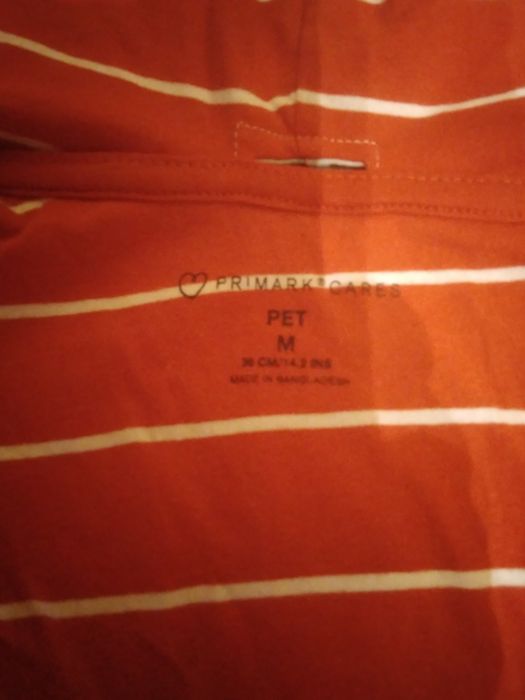 PRIMARK® CARES
PET
M
36 CM/14.2 INS
MADE IN BANGLADESH